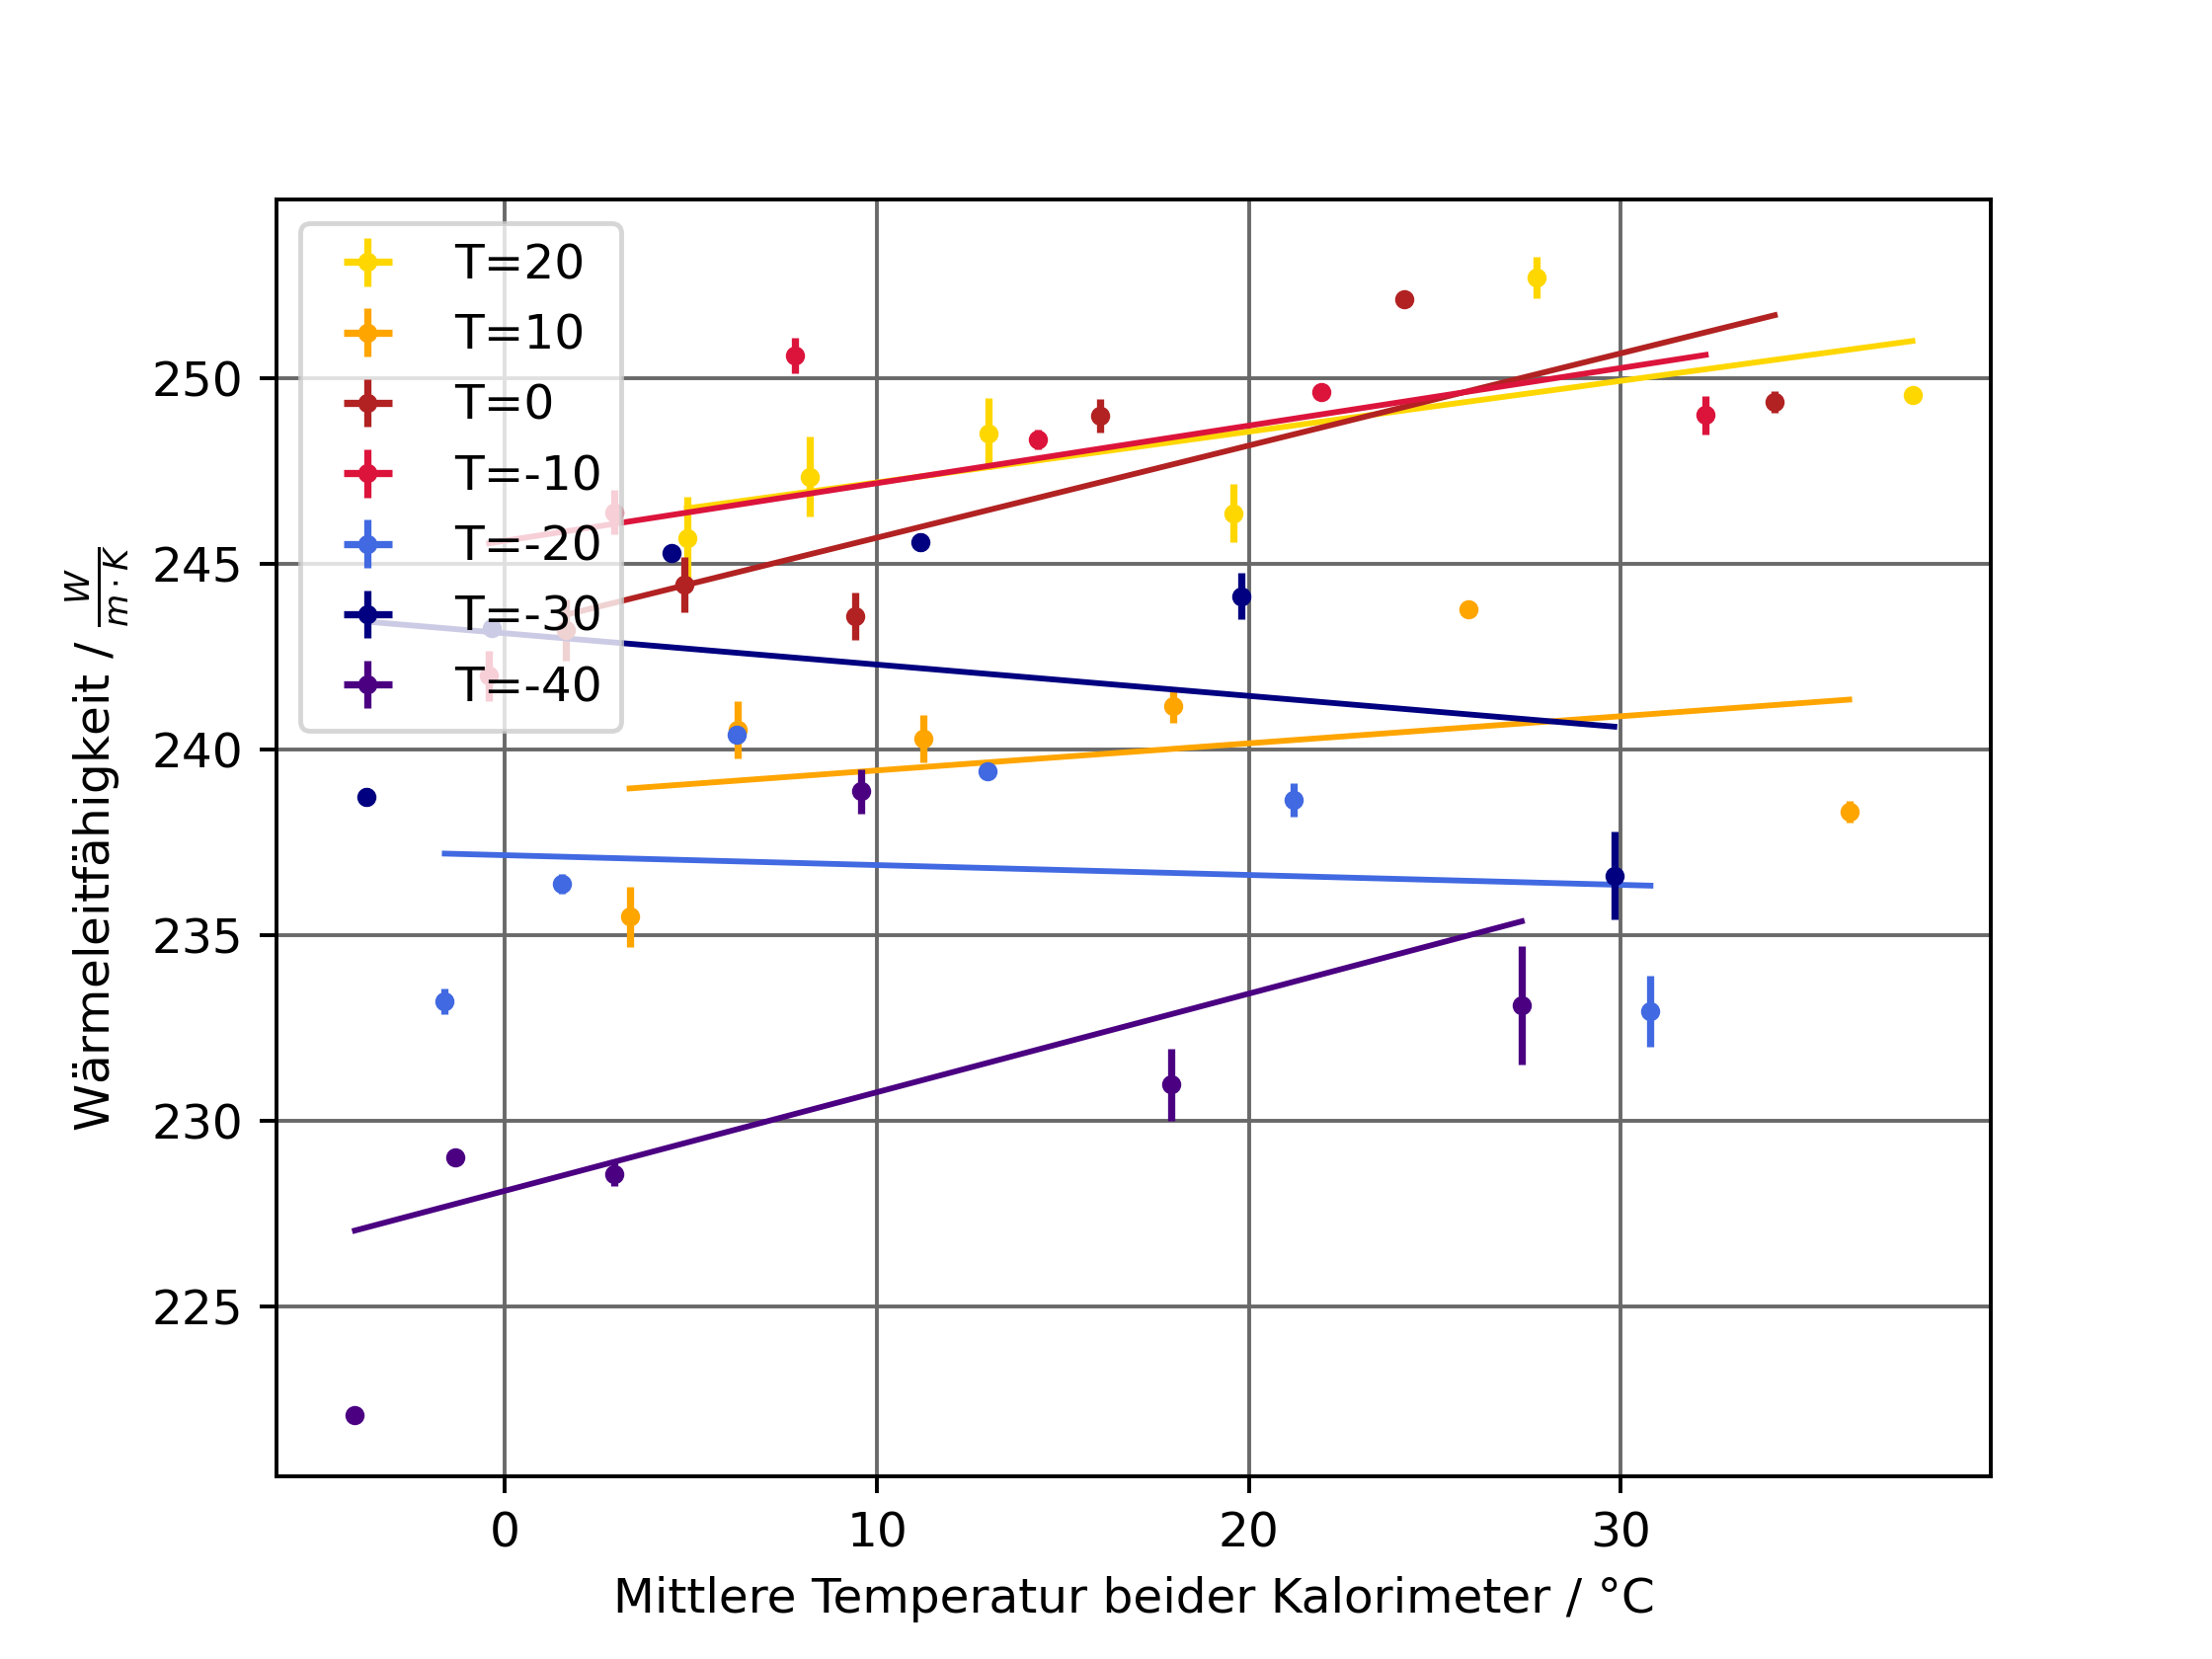 T=20
T=10
T=0
T=-10
T=-20
T=-30
T=-40
250
245
240
235
230
225
0 10 20 30
Wärmeleitfähigkeit / W/m·K
Mittlere Temperatur beider Kalorimeter / °C